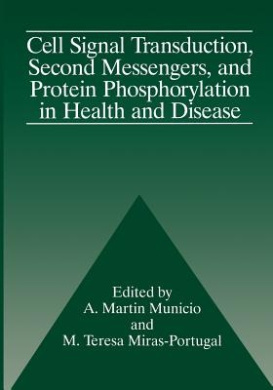 Cell Signal Transduction,
Second Messengers, and
Protein Phosphorylation
in Health and Disease
Edited by
A. Martin Municio
and
M. Teresa Miras-Portugal